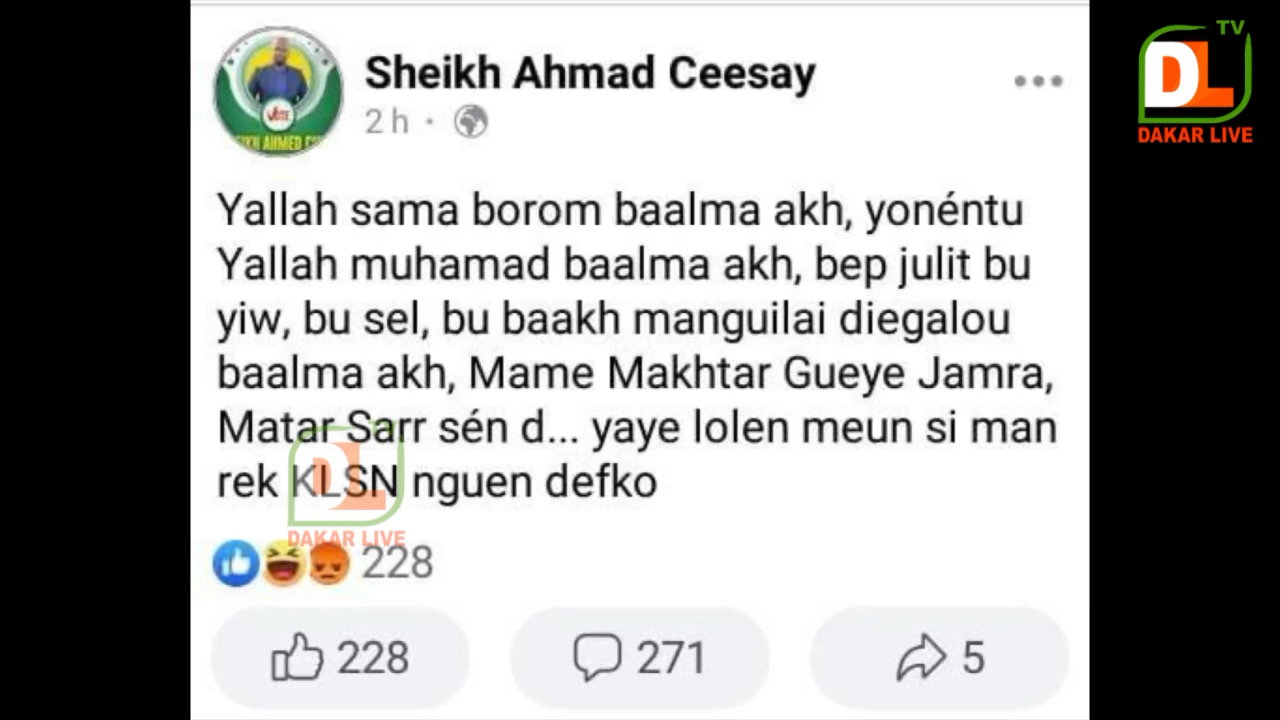 TV
DL
DAKAR LIVE
Sheikh Ahmad Ceesay
2 h ·
VOTE
Yallah sama borom baalma akh, yonéntu
Yallah muhamad baalma akh, bep julit bu
yiw, bu sel, bu baakh manguilai diegalou
baalma akh, Mame Makhtar Gueye Jamra,
Matar Sarr sén d... yaye lolen meun si man
rek KLSN nguen defko
DL
DAKAR LIVE
228
228
271
5